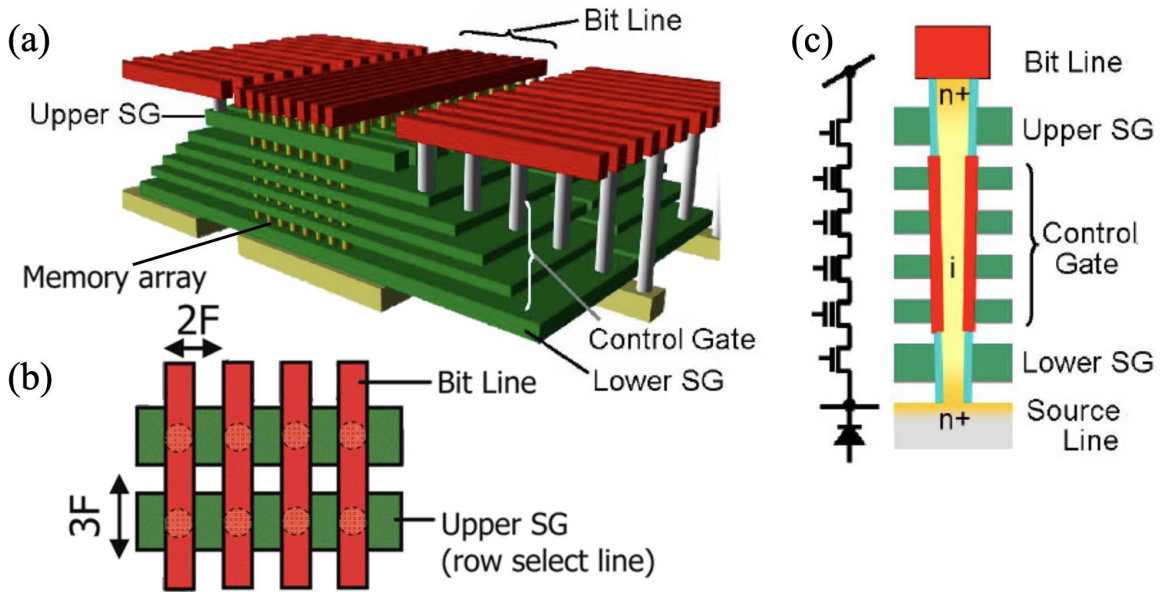 (a)
Bit Line
Upper SG
Memory array
Control Gate
Lower SG
(b)
2F
Bit Line
3F
Upper SG
(row select line)
(c)
Bit Line
n+
Upper SG
Control
Gate
i
Lower SG
n+
Source
Line